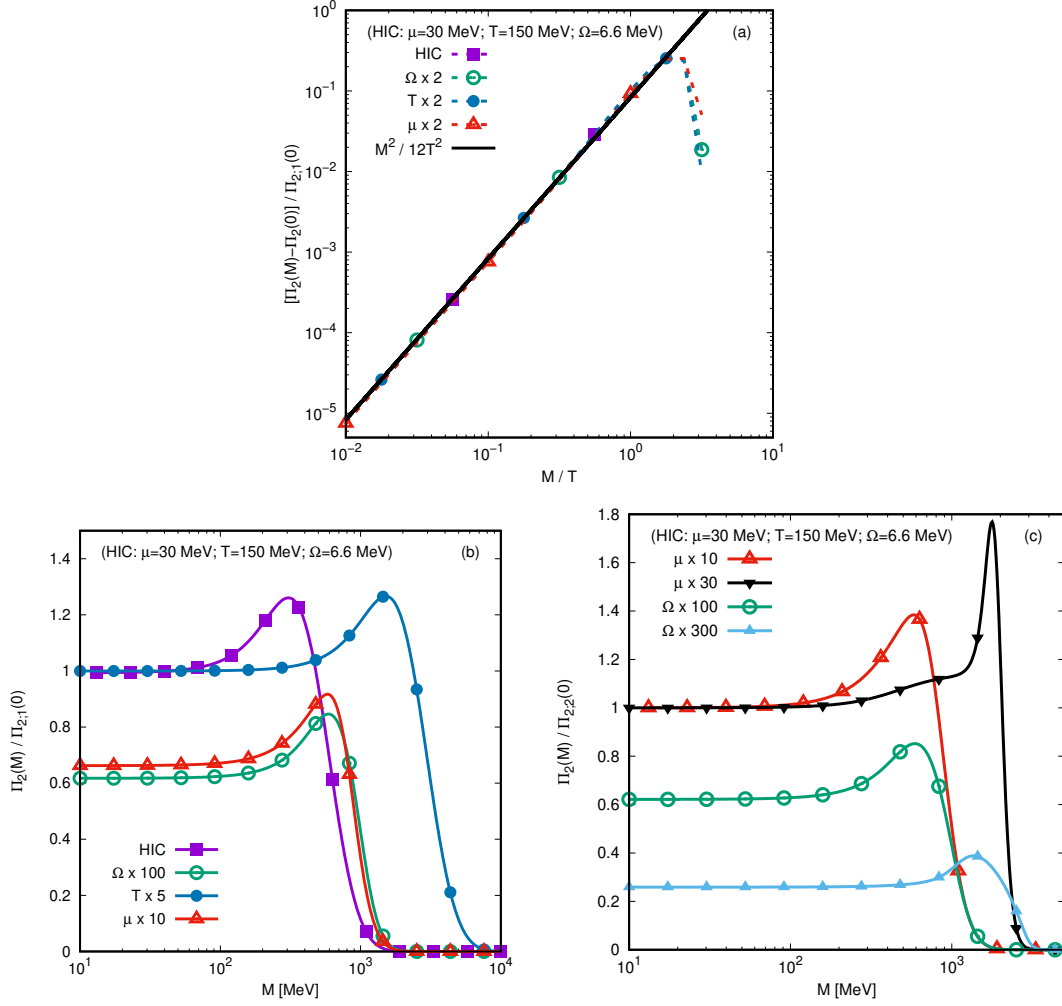 (HIC: μ=30 MeV; T=150 MeV; Ω=6.6 MeV)
(a)
HIC
Ω x 2
T x 2
μ x 2
M² / 12T²
10⁰
10⁻¹
10⁻²
10⁻³
10⁻⁴
10⁻⁵
[Π₂(M)−Π₂(0)] / Π₂;₁(0)
10⁻² 10⁻¹ 10⁰ 10¹
M / T
(HIC: μ=30 MeV; T=150 MeV; Ω=6.6 MeV)
(b)
1.4
1.2
1
0.8
0.6
0.4
0.2
0
Π₂(M) / Π₂;₁(0)
HIC
Ω x 100
T x 5
μ x 10
10¹ 10² 10³ 10⁴
M [MeV]
(HIC: μ=30 MeV; T=150 MeV; Ω=6.6 MeV)
(c)
μ x 10
μ x 30
Ω x 100
Ω x 300
1.8
1.6
1.4
1.2
1
0.8
0.6
0.4
0.2
0
Π₂(M) / Π₂;₂(0)
10¹ 10² 10³
M [MeV]